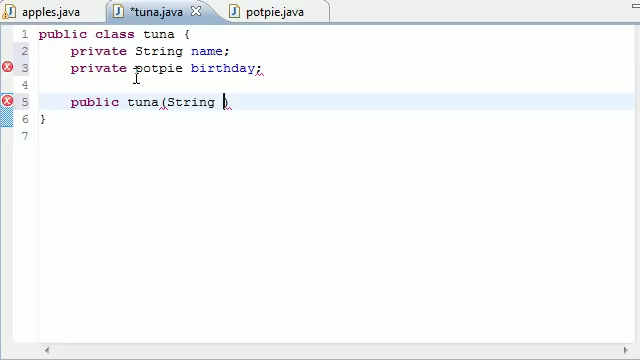 apples.java *tuna.java potpie.java
1 public class tuna {
2 private String name;
3 private potpie birthday;
4
5 public tuna(String )
6 }
7